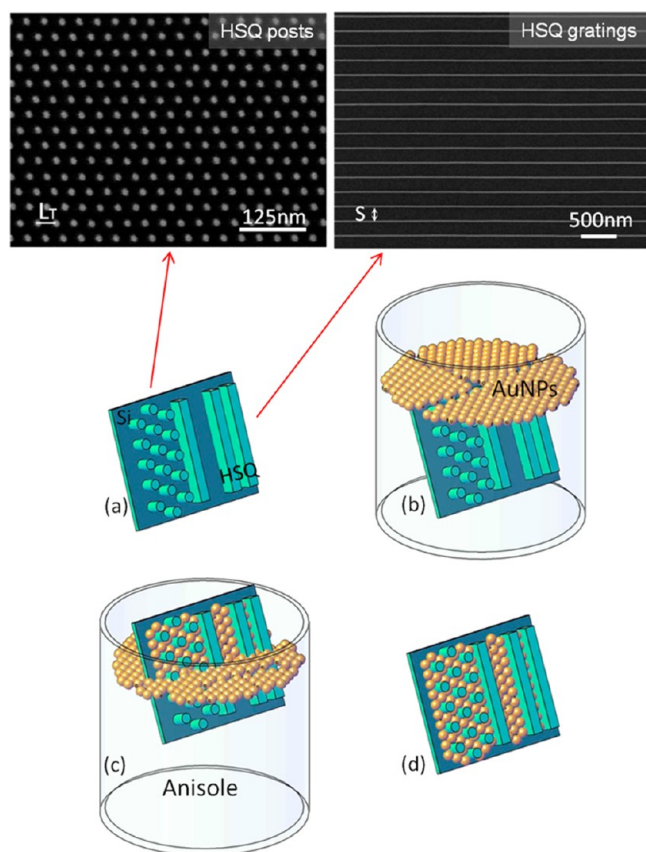 HSQ posts
HSQ gratings
LT
125nm
S
500nm
Si
HSQ
(a)
AuNPs
(b)
(c)
Anisole
(d)